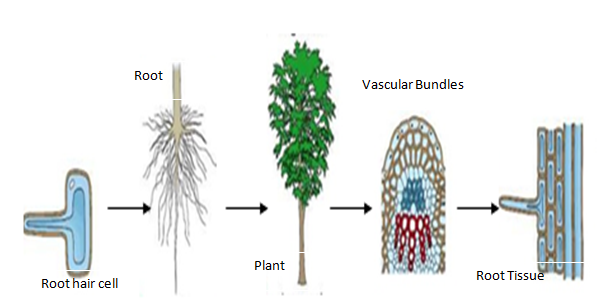 Root
Vascular Bundles
Root hair cell
Plant
Root Tissue